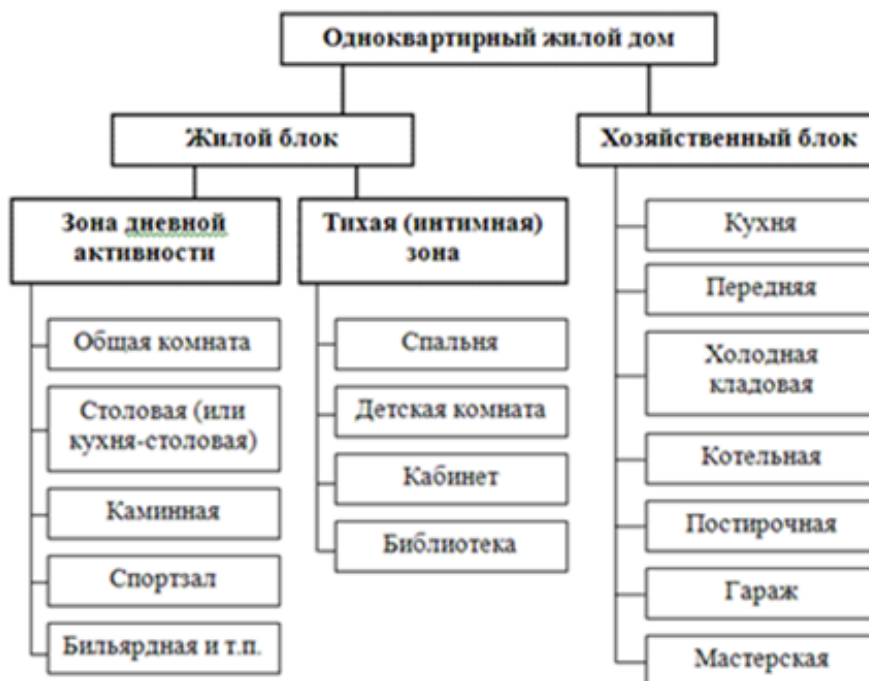 Одноквартирный жилой дом
Жилой блок
Хозяйственный блок
Зона дневной
активности
Тихая (интимная)
зона
Общая комната
Столовая (или
кухня-столовая)
Каминная
Спортзал
Бильярдная и т.п.
Спальня
Детская комната
Кабинет
Библиотека
Кухня
Передняя
Холодная
кладовая
Котельная
Постирочная
Гараж
Мастерская